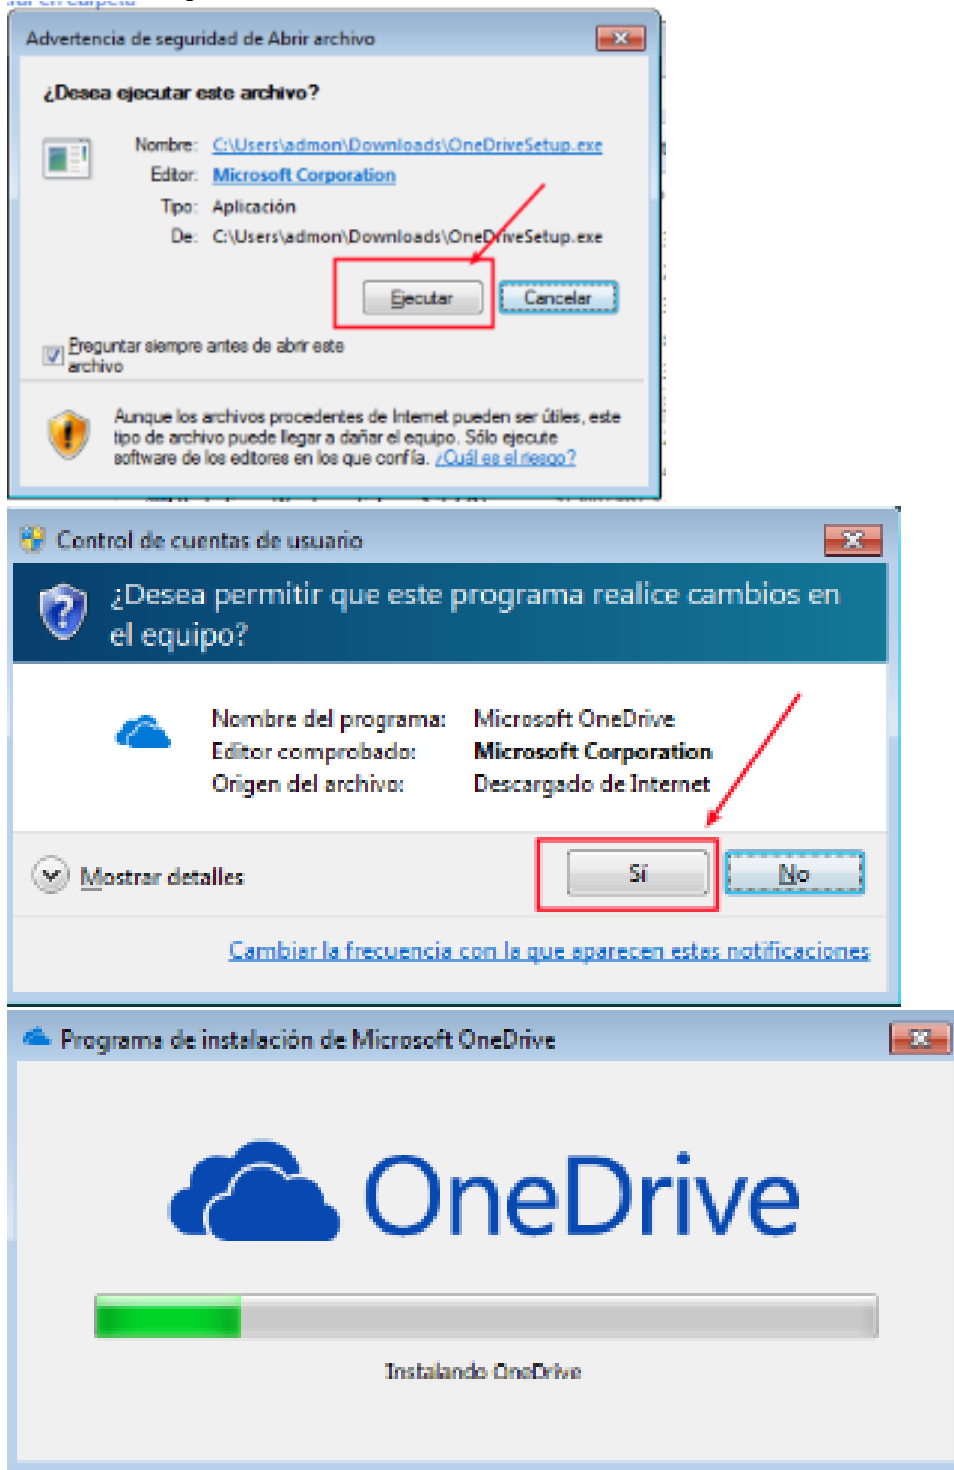 Advertencia de seguridad de Abrir archivo
¿Desea ejecutar este archivo?
Nombre: C:\Users\admon\Downloads\OneDriveSetup.exe
Editor: Microsoft Corporation
Tipo: Aplicación
De: C:\Users\admon\Downloads\OneDriveSetup.exe
Ejecutar Cancelar
Preguntar siempre antes de abrir este
archivo
Aunque los archivos procedentes de Internet pueden ser útiles, este
tipo de archivo puede llegar a dañar el equipo. Sólo ejecute
software de los editores en los que confía. ¿Cuál es el riesgo?
Control de cuentas de usuario
¿Desea permitir que este programa realice cambios en
el equipo?
Nombre del programa: Microsoft OneDrive
Editor comprobado: Microsoft Corporation
Origen del archivo: Descargado de Internet
Mostrar detalles Sí No
Cambiar la frecuencia con la que aparecen estas notificaciones
Programa de instalación de Microsoft OneDrive
OneDrive
Instalando OneDrive